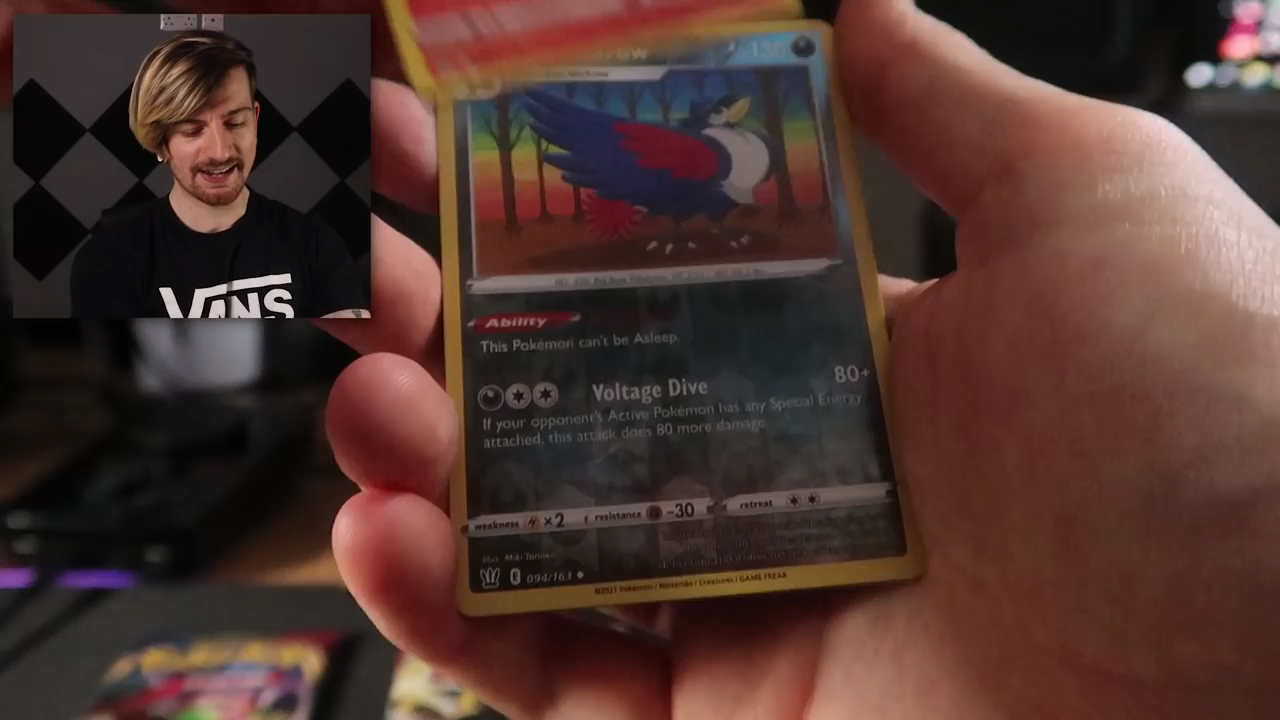 130
VANS
Ability
This Pokémon can't be Asleep.
Voltage Dive 80+
If your opponent's Active Pokémon has any Special Energy
attached, this attack does 80 more damage.
weakness ×2 resistance -30 retreat
094/163
©2021 Pokémon / Nintendo / Creatures / GAME FREAK